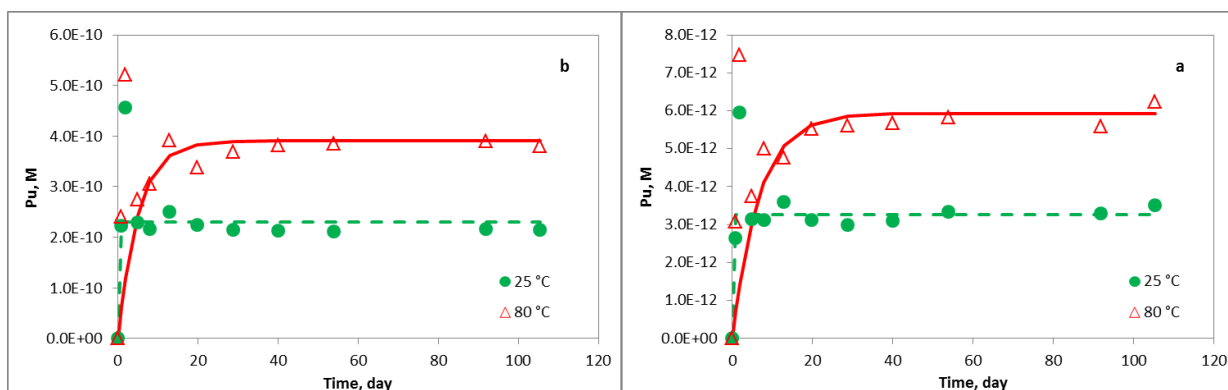 6.0E-10
5.0E-10
4.0E-10
3.0E-10
2.0E-10
1.0E-10
0.0E+00
Pu, M
b
25 °C
80 °C
0 20 40 60 80 100 120
Time, day
8.0E-12
7.0E-12
6.0E-12
5.0E-12
4.0E-12
3.0E-12
2.0E-12
1.0E-12
0.0E+00
Pu, M
a
25 °C
80 °C
0 20 40 60 80 100 120
Time, day